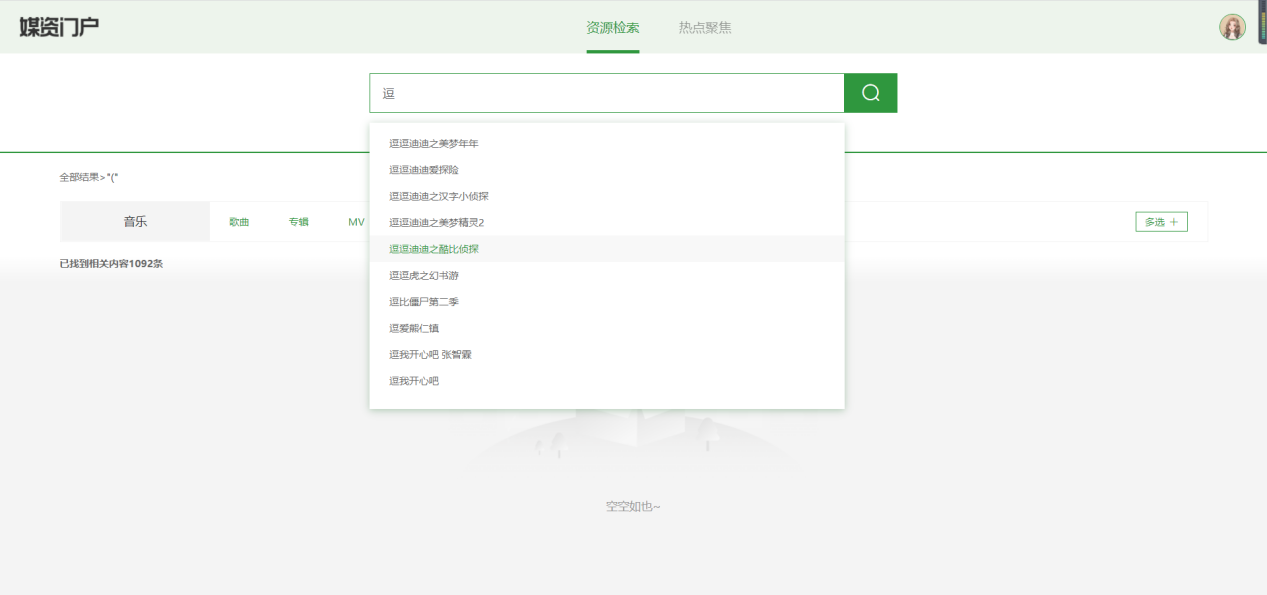 媒资门户
资源检索 热点聚焦
逗
逗逗迪迪之美梦年年
逗逗迪迪爱探险
逗逗迪迪之汉字小侦探
逗逗迪迪之美梦精灵2
逗逗迪迪之酷比侦探
逗逗虎之幻书游
逗比僵尸第二季
逗爱熊仁镇
逗我开心吧 张智霖
逗我开心吧
全部结果>"("
音乐 歌曲 专辑 MV 多选 +
已找到相关内容1092条
空空如也~